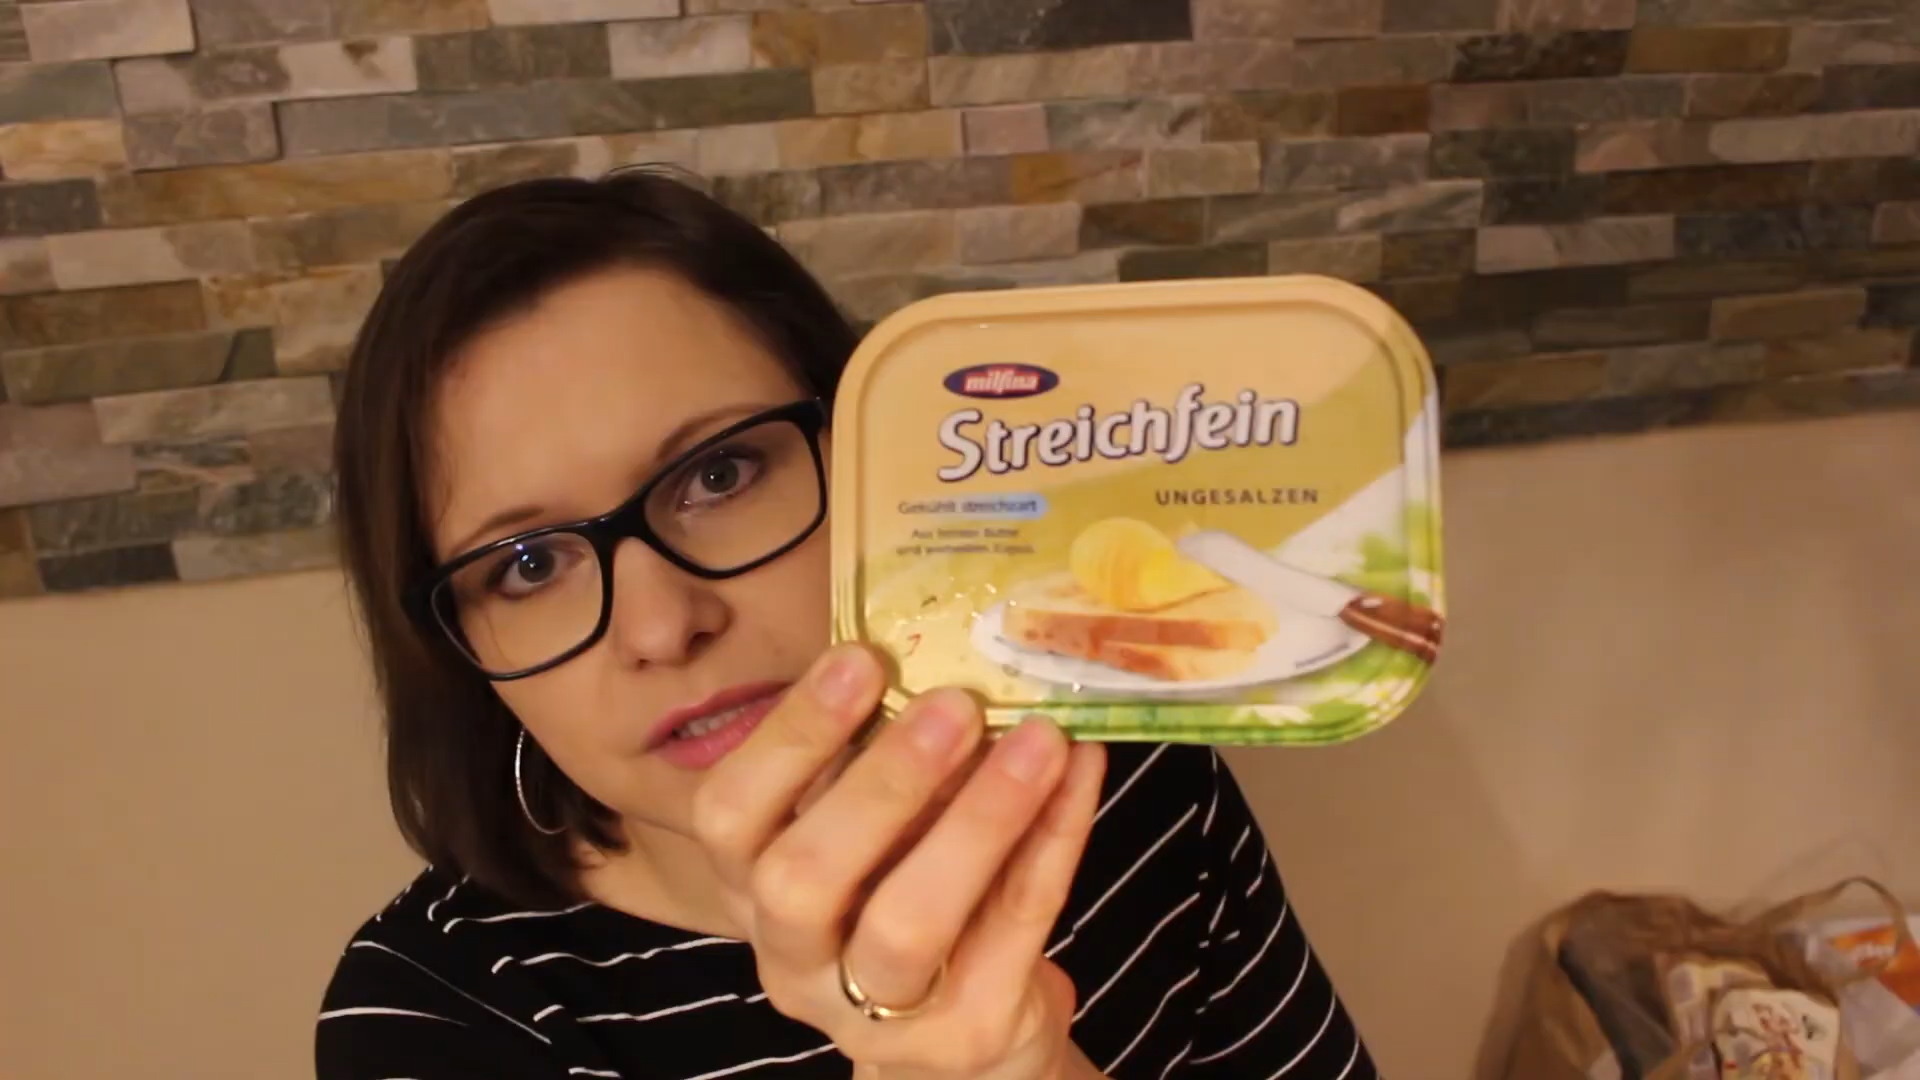 milfina
Streichfein
UNGESALZEN
Gekühlt streichzart
Aus feinster Butter
und wertvollem Rapsöl